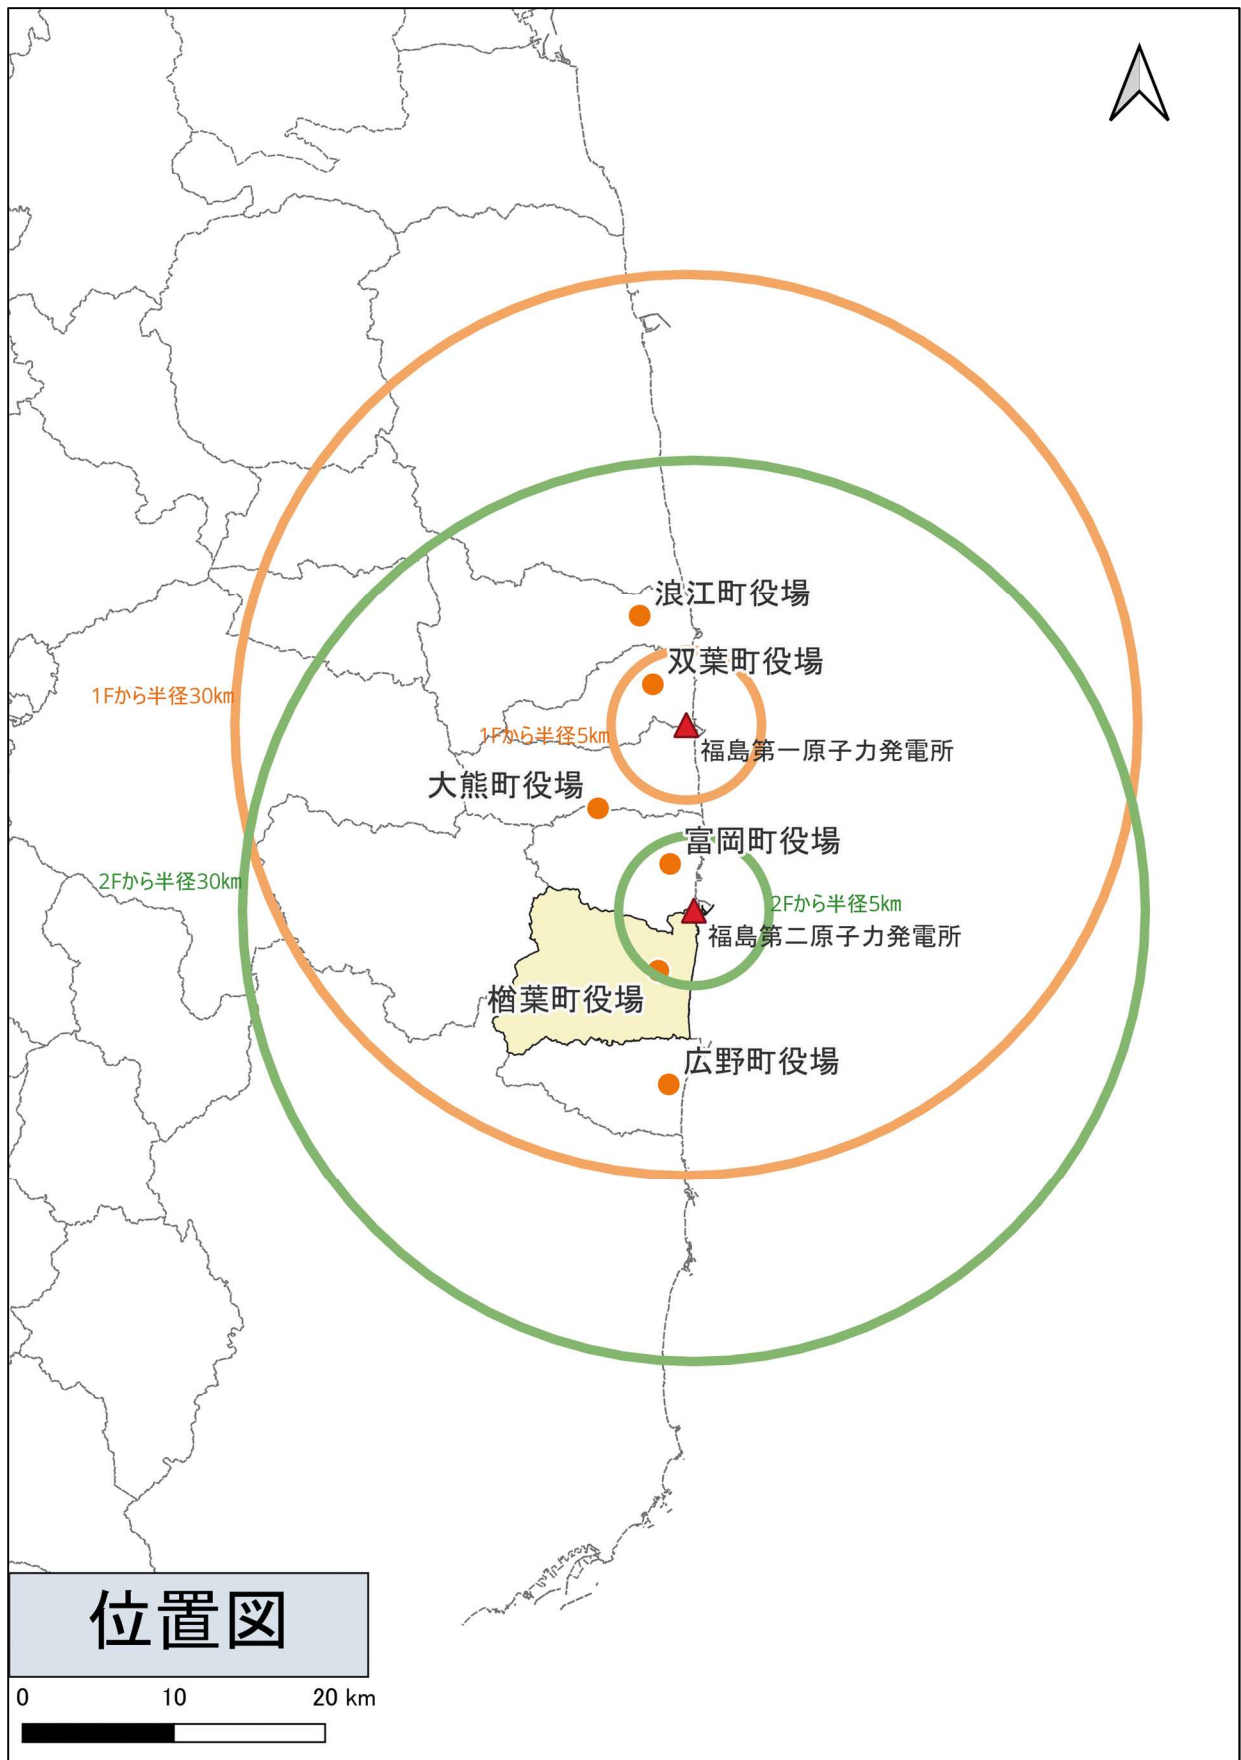 浪江町役場
双葉町役場
1Fから半径30㎞
1Fから半径5㎞
福島第一原子力発電所
大熊町役場
富岡町役場
2Fから半径30㎞
2Fから半径5㎞
福島第二原子力発電所
楢葉町役場
広野町役場
位置図
0 10 20 km